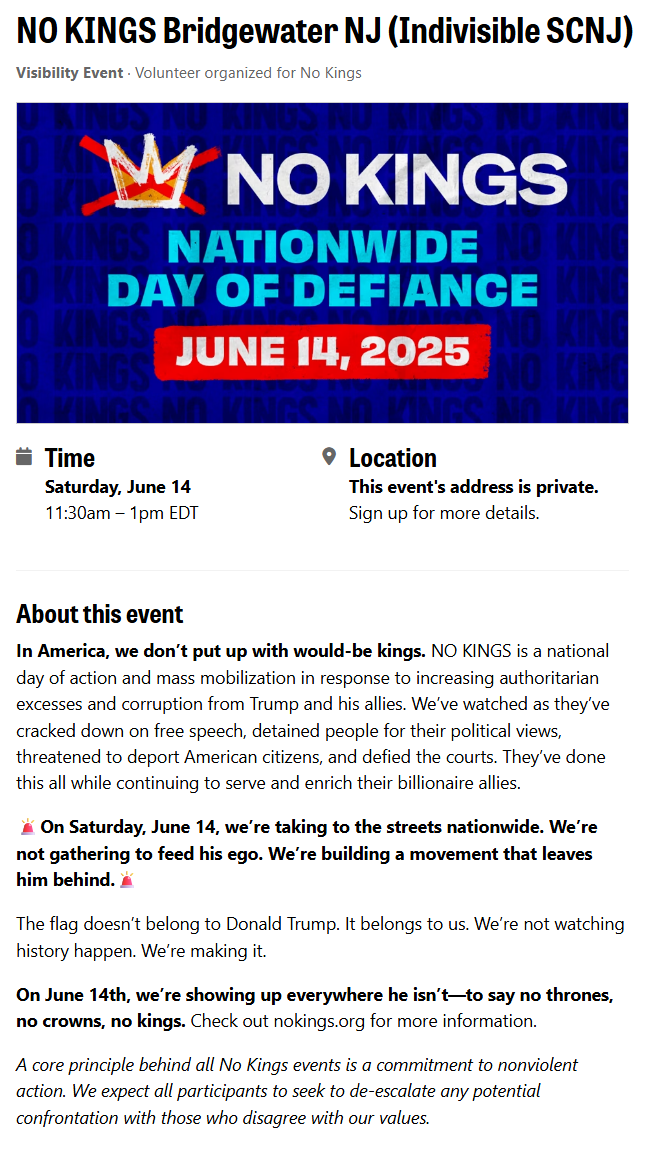 NO KINGS Bridgewater NJ (Indivisible SCNJ)
Visibility Event · Volunteer organized for No Kings
NO KINGS
NATIONWIDE
DAY OF DEFIANCE
JUNE 14, 2025
Time
Saturday, June 14
11:30am – 1pm EDT
Location
This event's address is private.
Sign up for more details.
About this event
In America, we don’t put up with would-be kings. NO KINGS is a national
day of action and mass mobilization in response to increasing authoritarian
excesses and corruption from Trump and his allies. We’ve watched as they’ve
cracked down on free speech, detained people for their political views,
threatened to deport American citizens, and defied the courts. They’ve done
this all while continuing to serve and enrich their billionaire allies.
🚨On Saturday, June 14, we’re taking to the streets nationwide. We’re
not gathering to feed his ego. We’re building a movement that leaves
him behind.🚨
The flag doesn’t belong to Donald Trump. It belongs to us. We’re not watching
history happen. We’re making it.
On June 14th, we’re showing up everywhere he isn’t—to say no thrones,
no crowns, no kings. Check out nokings.org for more information.
A core principle behind all No Kings events is a commitment to nonviolent
action. We expect all participants to seek to de-escalate any potential
confrontation with those who disagree with our values.